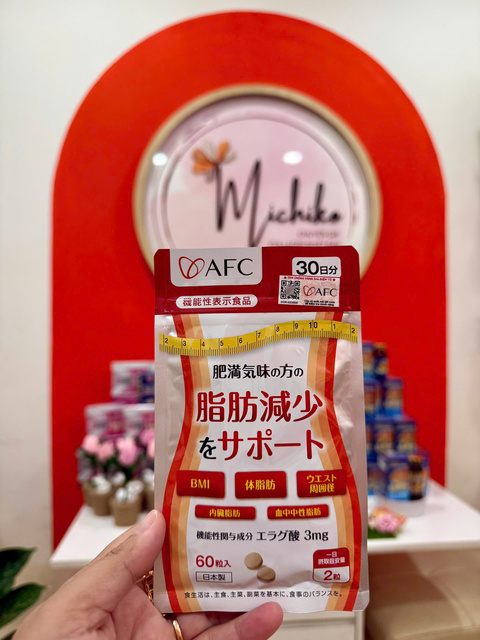 Michiko
AFC
30日分
機能性表示食品
AFC
2 3 4 5 6 7 8 9 10 11 1 2
肥満気味の方の
脂肪減少
をサポート
BMI
体脂肪
ウエスト
周囲径
内臓脂肪
血中中性脂肪
機能性関与成分 エラグ酸 3mg
60粒入
日本製
一日
摂取目安量
2粒
食生活は、主食、主菜、副菜を基本に、食事のバランスを。